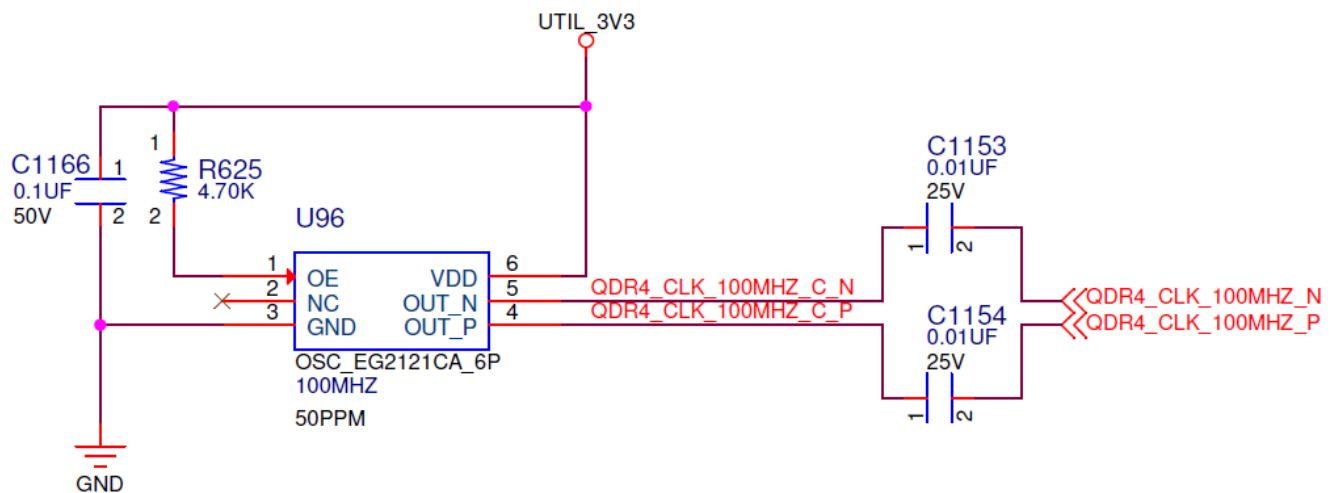 UTIL_3V3
C1166
0.1UF
50V
1
2
1
2
R625
4.70K
U96
1
2
3
OE
NC
GND
VDD
OUT_N
OUT_P
6
5
4
OSC_EG2121CA_6P
100MHZ
50PPM
GND
QDR4_CLK_100MHZ_C_N
QDR4_CLK_100MHZ_C_P
C1153
0.01UF
25V
1
2
C1154
0.01UF
25V
1
2
QDR4_CLK_100MHZ_N
QDR4_CLK_100MHZ_P